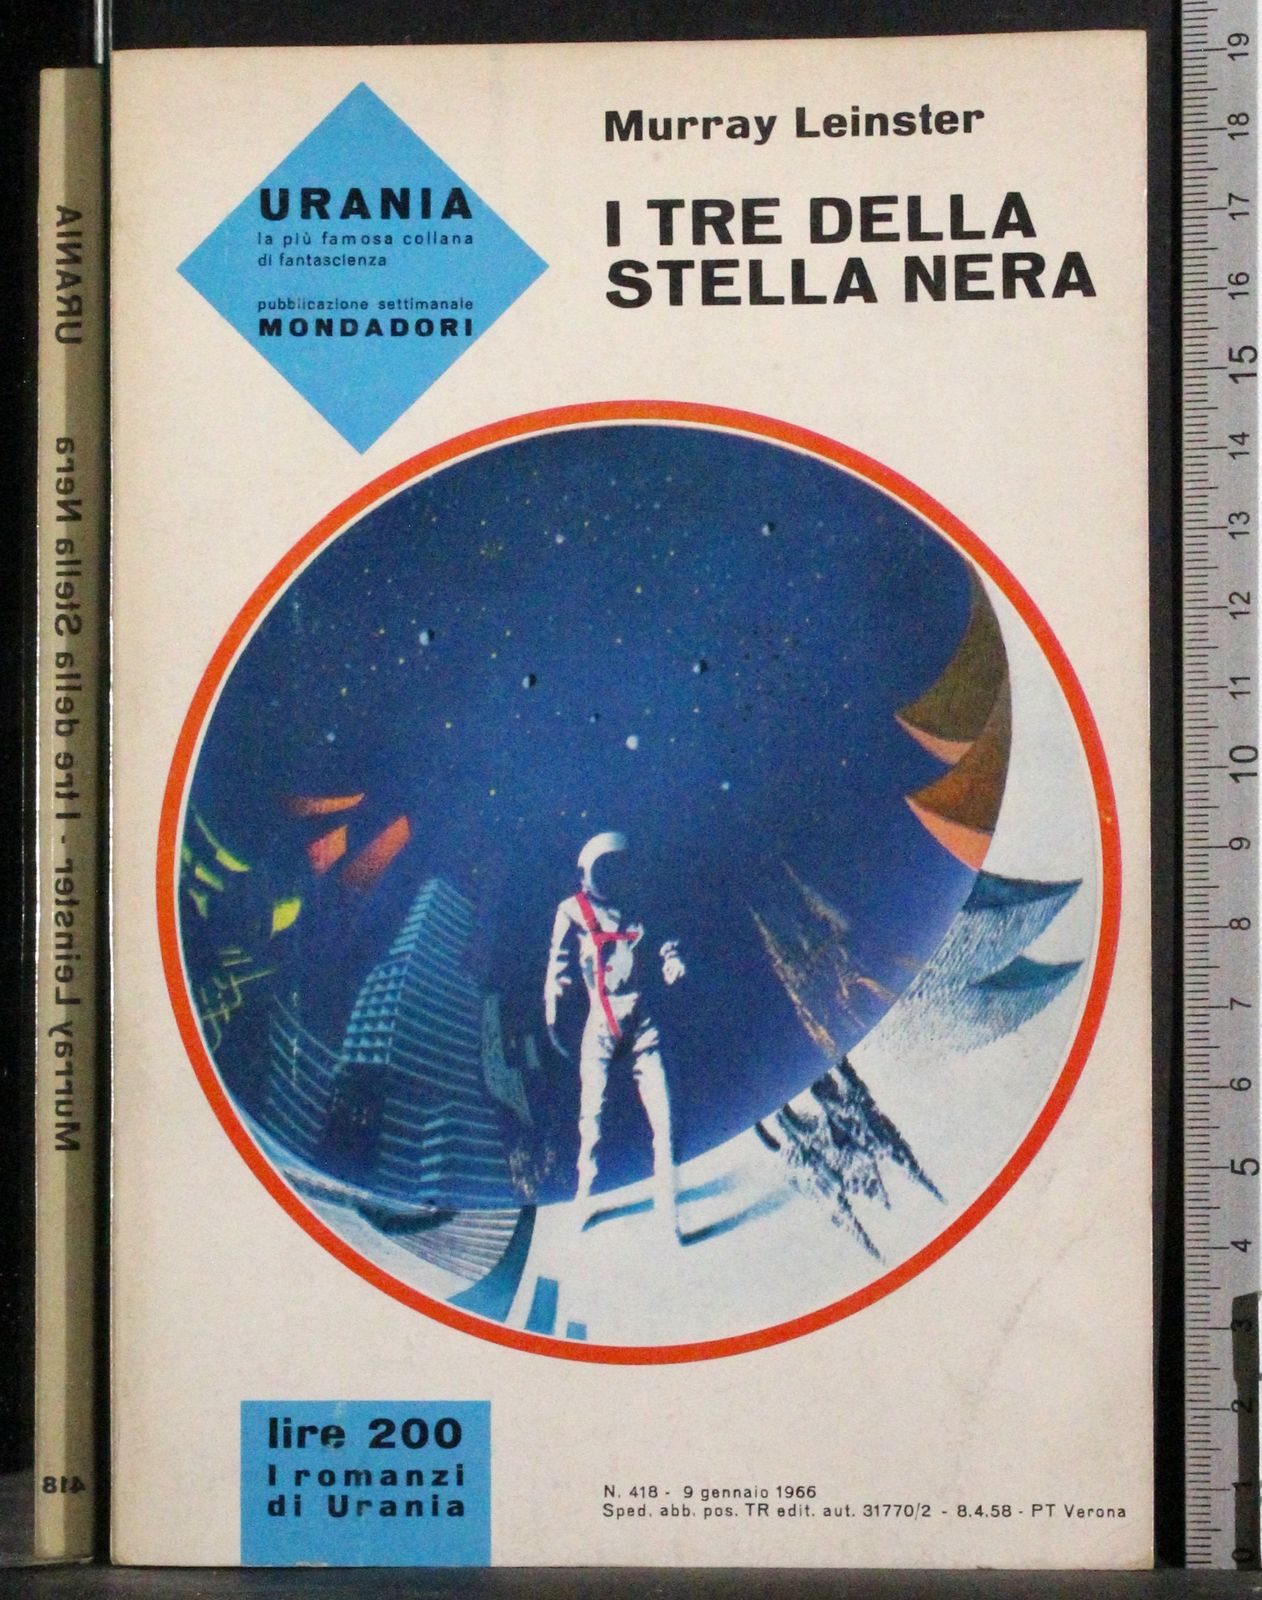 Murray Leinster
I TRE DELLA
STELLA NERA
URANIA
la più famosa collana
di fantascienza
pubblicazione settimanale
MONDADORI
lire 200
I romanzi
di Urania
N. 418 - 9 gennaio 1966
Sped. abb. pos. TR edit. aut. 31770/2 - 8.4.58 - PT Verona
Murray Leinster - I tre della Stella Nera URANIA
418
19
18
17
16
15
14
13
12
11
10
9
8
7
6
5
4
3
2
1
0